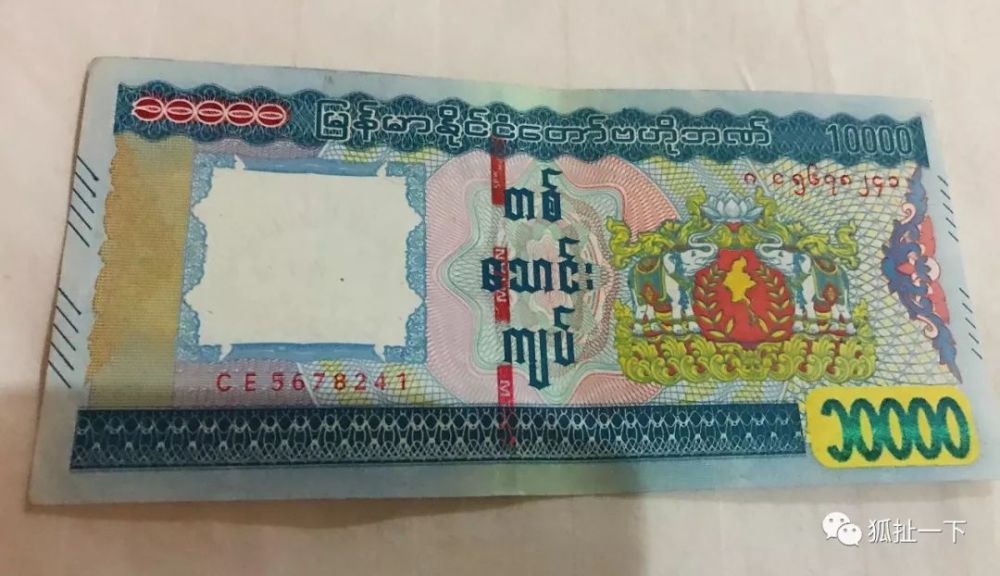 ၁၀၀၀၀ မြန်မာနိုင်ငံတော်ဗဟိုဘဏ် 10000
တစ်
သောင်း
ကျပ်
CE5678241
၁၀၀၀၀
狐扯一下